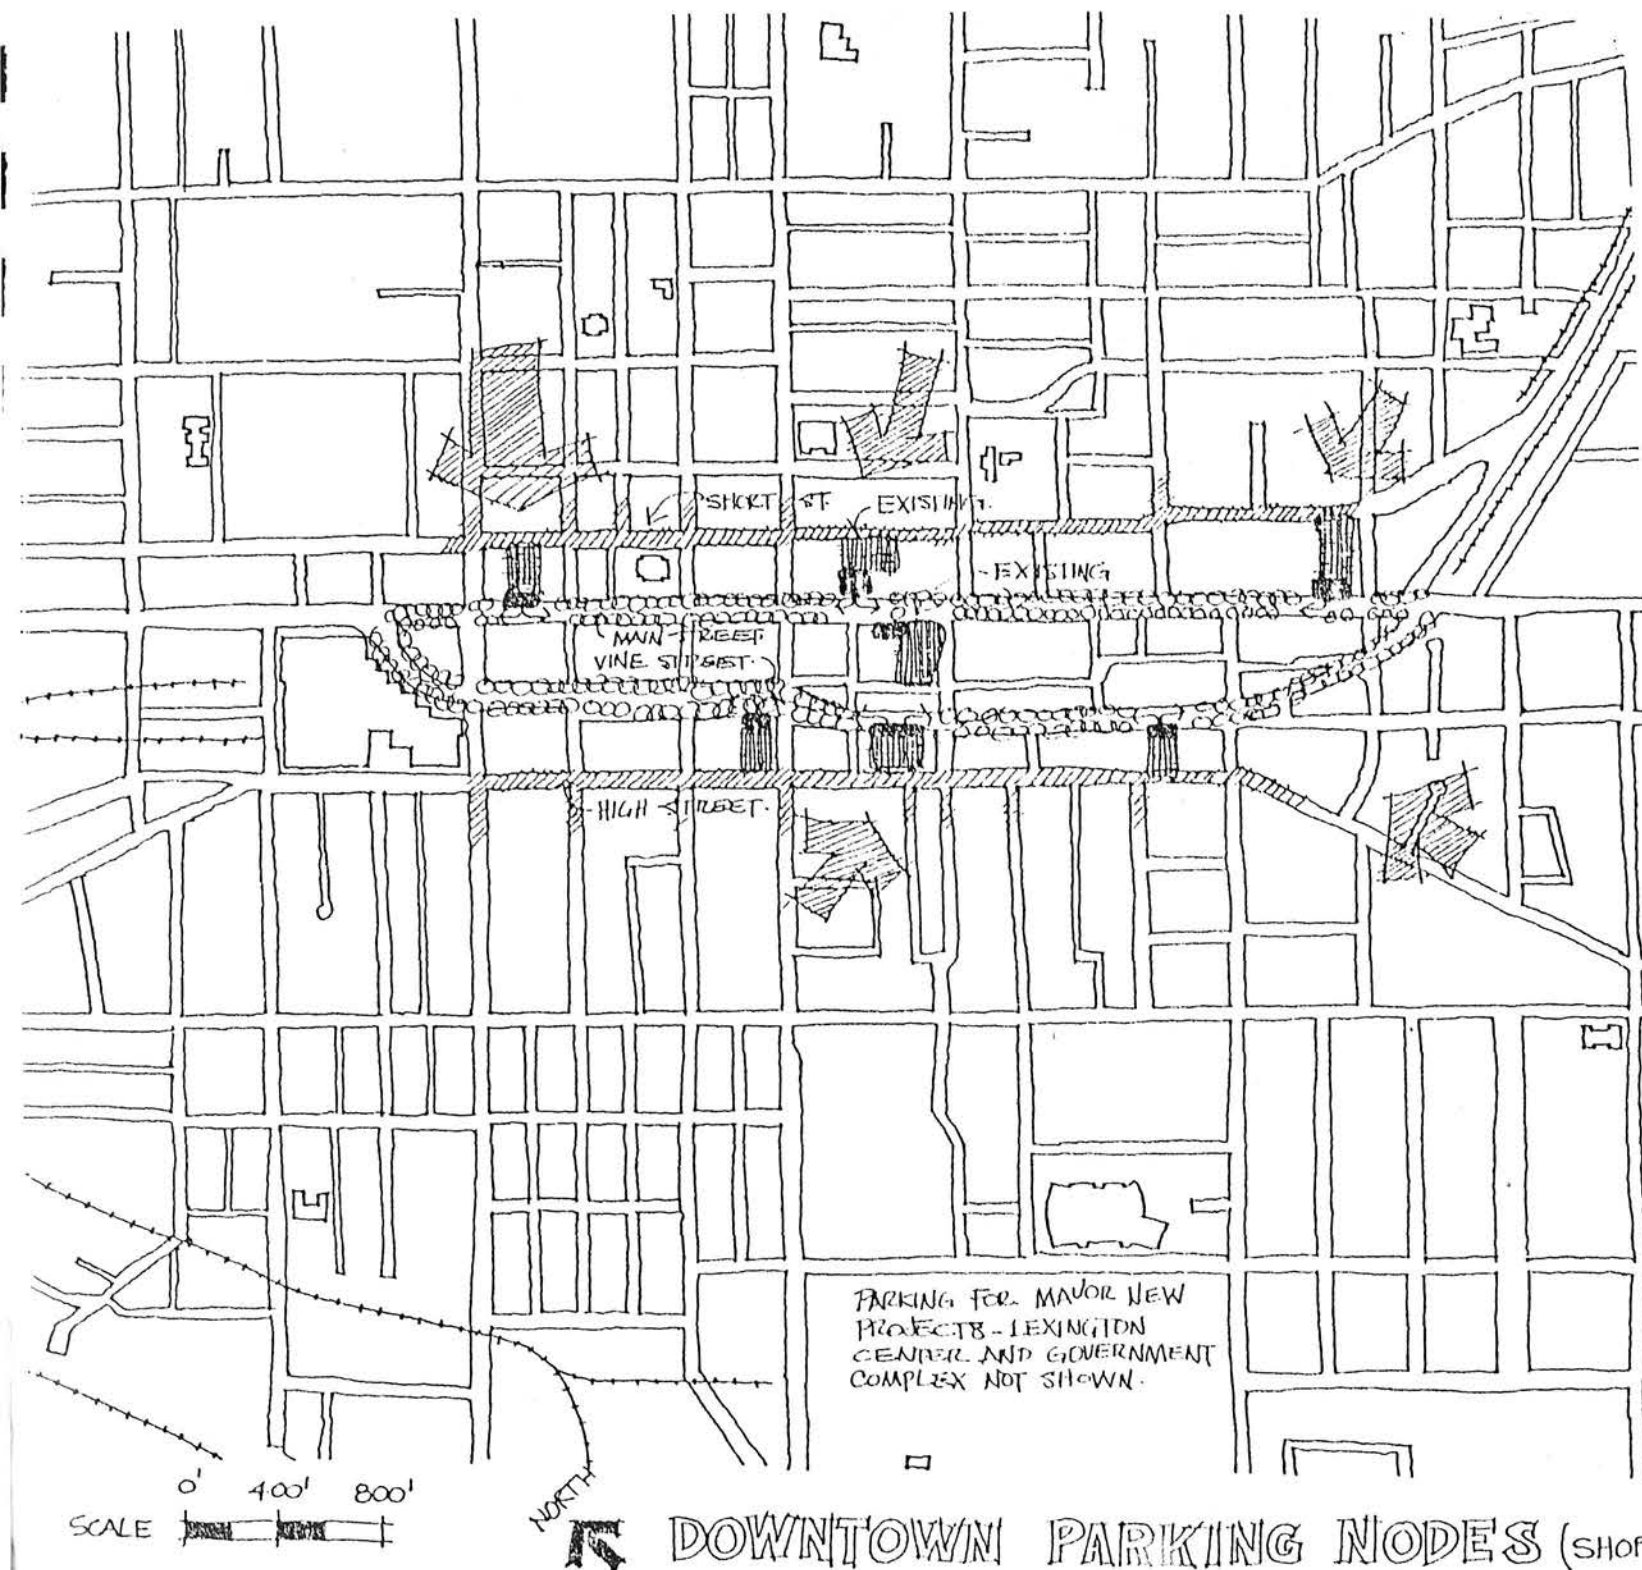 SHORT ST.
EXISTING.
EXISTING
MAIN STREET.
VINE STREET.
HIGH STREET.
PARKING FOR MAJOR NEW
PROJECTS - LEXINGTON
CENTER AND GOVERNMENT
COMPLEX NOT SHOWN.
0' 400' 800'
SCALE
NORTH
DOWNTOWN PARKING NODES (SHOP